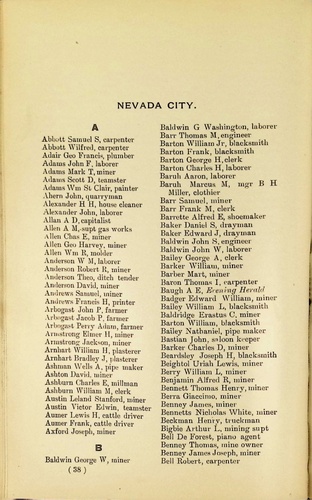 NEVADA CITY.
A
Abbott Samuel S, carpenter
Abbott Wilfred, carpenter
Adair Geo Francis, plumber
Adams John F, laborer
Adams Mark T, miner
Adams Scott D, teamster
Adams Wm St Clair, painter
Ahern John, quarryman
Alexander H H, house cleaner
Alexander John, laborer
Allan A D, capitalist
Allen A M, supt gas works
Allen Chas E, miner
Allen Geo Harvey, miner
Allen Wm B, molder
Anderson W M, laborer
Anderson Robert R, miner
Anderson Theo, ditch tender
Anderson David, miner
Andrews Samuel, miner
Andrews Francis H, printer
Arbogast John P, farmer
Arbogast Jacob P, farmer
Arbogast Perry Adam, farmer
Armstrong Elmer H, miner
Armstrong Jackson, miner
Arnhart William H, plasterer
Arnhart Bradley J, plasterer
Ashman Wells A, pipe maker
Ashton David, miner
Ashburn Charles E, millman
Ashburn William M, clerk
Austin Leland Stanford, miner
Austin Victor Edwin, teamster
Aumer Lewis H, cattle driver
Aumer Frank, cattle driver
Axford Joseph, miner
B
Baldwin George W, miner
( 38 )
Baldwin G Washington, laborer
Barr Thomas M, engineer
Barton William Jr, blacksmith
Barton Frank, blacksmith
Barton George H, clerk
Barton Charles H, laborer
Baruh Aaron, laborer
Baruh Marcus M, mgr B H
Miller, clothier
Barr Samuel, miner
Barr Frank M, clerk
Barrette Alfred E, shoemaker
Baker Daniel S, drayman
Baker Edward J, drayman
Baldwin John S, engineer
Baldwin John W, laborer
Bailey George A, clerk
Barker William, miner
Barber Mart, miner
Baron Thomas I, carpenter
Baugh A E, Evening Herald
Badger Edward William, miner
Bailey William L, blacksmith
Baldridge Erastus C, miner
Barton William, blacksmith
Bailey Nathaniel, pipe maker
Bastian John, saloon keeper
Barker Charles D, miner
Beardsley Joseph H, blacksmith
Beightol Uriah Lewis, miner
Berry William L, miner
Benjamin Alfred R, miner
Bennett Thomas Henry, miner
Berra Giaccimo, miner
Benney James, miner
Bennetts Nicholas White, miner
Beckman Henry, truckman
Bigbie Arthur L, mining supt
Bell De Forest, piano agent
Benney Thomas, mine owner
Benney James Joseph, miner
Bell Robert, carpenter